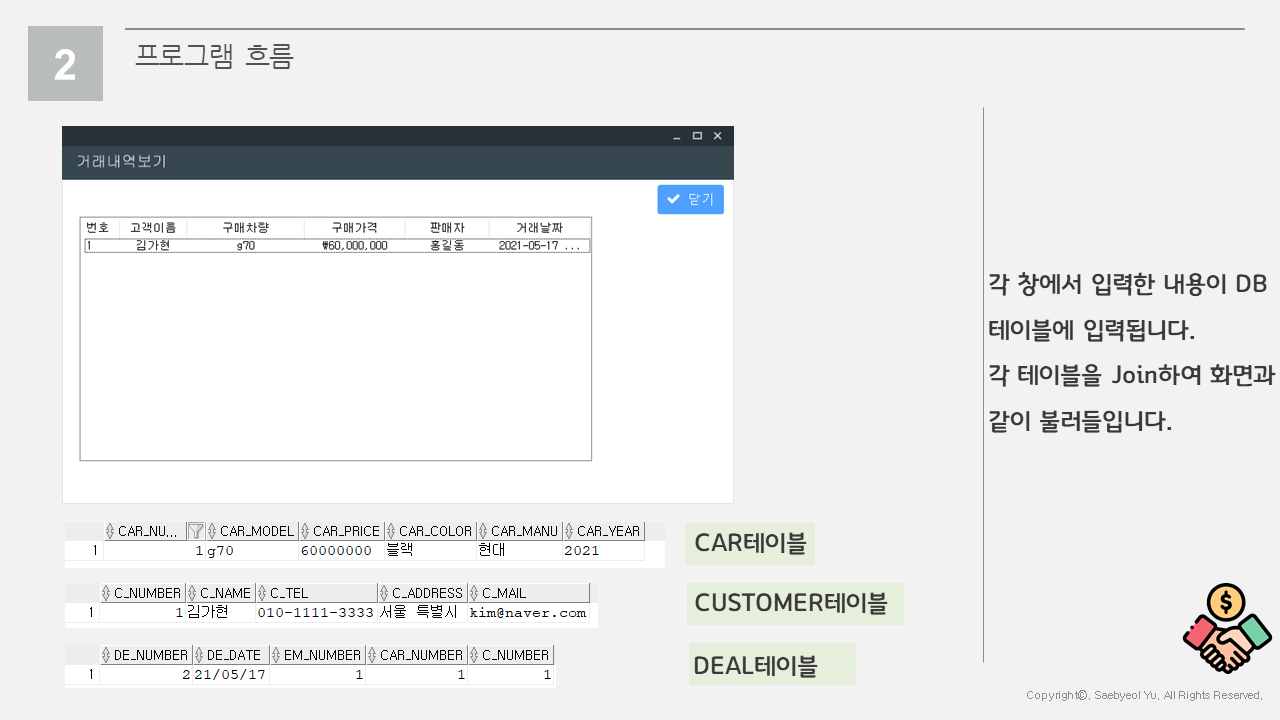 2
프로그램 흐름
거래내역보기
닫기
번호 고객이름 구매차량 구매가격 판매자 거래날짜
1 김가현 g70 ₩60,000,000 홍길동 2021-05-17 ...
각 창에서 입력한 내용이 DB
테이블에 입력됩니다.
각 테이블을 Join하여 화면과
같이 불러들입니다.
CAR_NU... CAR_MODEL CAR_PRICE CAR_COLOR CAR_MANU CAR_YEAR
1 1 g70 60000000 블랙 현대 2021
CAR테이블
C_NUMBER C_NAME C_TEL C_ADDRESS C_MAIL
1 1 김가현 010-1111-3333 서울 특별시 kim@naver.com
CUSTOMER테이블
DE_NUMBER DE_DATE EM_NUMBER CAR_NUMBER C_NUMBER
1 2 21/05/17 1 1 1
DEAL테이블
$
Copyright©. Saebyeol Yu. All Rights Reserved.